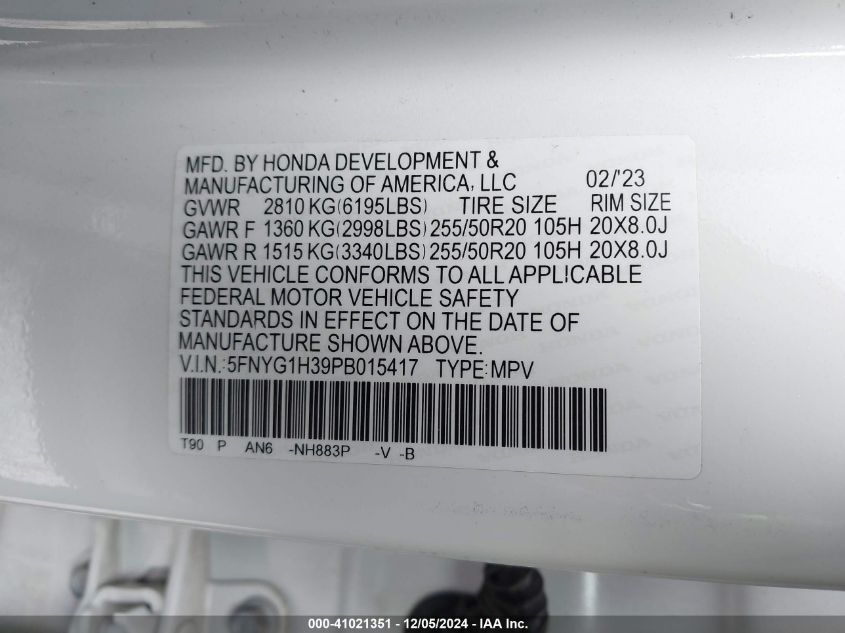 MFD. BY HONDA DEVELOPMENT &
MANUFACTURING OF AMERICA, LLC 02/'23
GVWR 2810 KG(6195LBS) TIRE SIZE RIM SIZE
GAWR F 1360 KG(2998LBS) 255/50R20 105H 20X8.0J
GAWR R 1515 KG(3340LBS) 255/50R20 105H 20X8.0J
THIS VEHICLE CONFORMS TO ALL APPLICABLE
FEDERAL MOTOR VEHICLE SAFETY
STANDARDS IN EFFECT ON THE DATE OF
MANUFACTURE SHOWN ABOVE.
V.I.N.:5FNYG1H39PB015417 TYPE:MPV
T90 P AN6 -NH883P -V -B
000-41021351 - 12/05/2024 - IAA Inc.